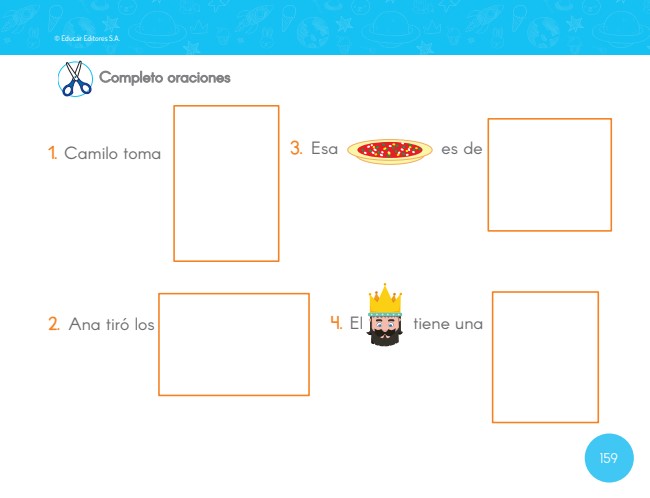 © Educar Editores S.A.
Completo oraciones
1. Camilo toma
3. Esa es de
2. Ana tiró los
4. El tiene una
159